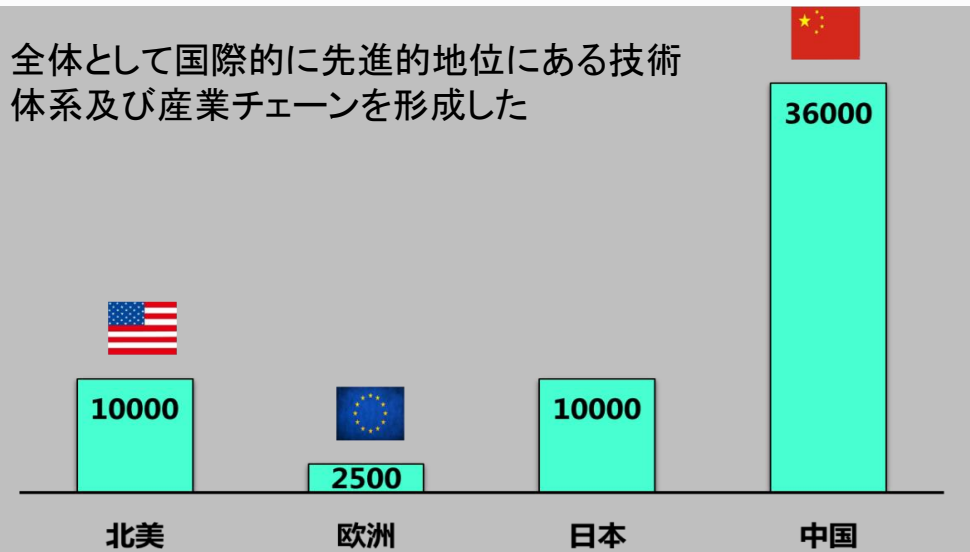 全体として国際的に先進的地位にある技術
体系及び産業チェーンを形成した
36000
10000
10000
2500
北美
欧洲
日本
中国